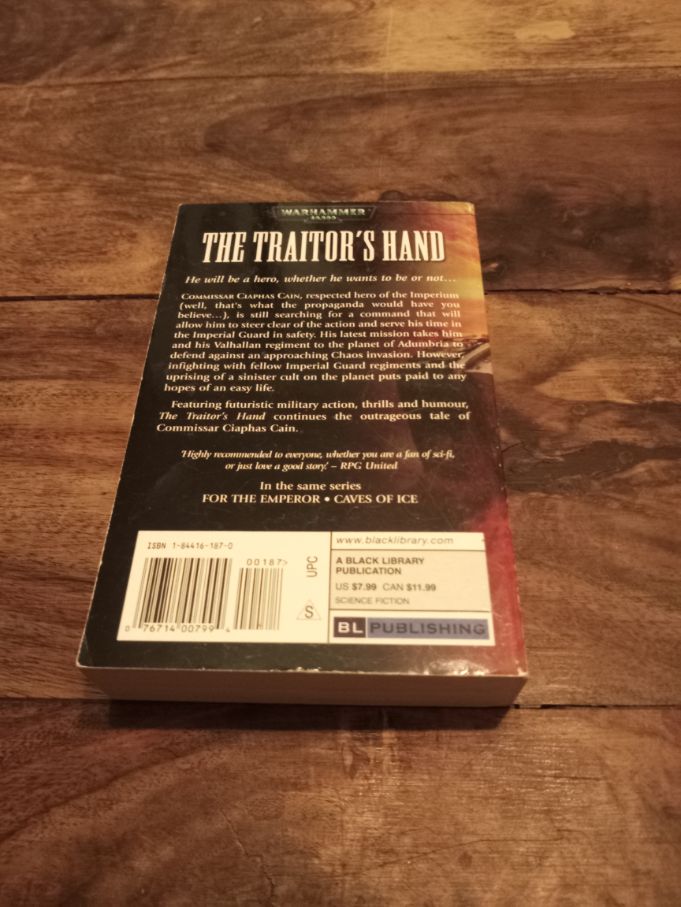 WARHAMMER
40,000
THE TRAITOR'S HAND
He will be a hero, whether he wants to be or not…
COMMISSAR CIAPHAS CAIN, respected hero of the Imperium
(well, that's what the propaganda would have you
believe…), is still searching for a command that will
allow him to steer clear of the action and serve his time in
the Imperial Guard in safety. His latest mission takes him
and his Valhallan regiment to the planet of Adumbria to
defend against an approaching Chaos invasion. However,
infighting with fellow Imperial Guard regiments and the
uprising of a sinister cult on the planet puts paid to any
hopes of an easy life.
Featuring futuristic military action, thrills and humour,
The Traitor's Hand continues the outrageous tale of
Commissar Ciaphas Cain.
'Highly recommended to everyone, whether you are a fan of sci-fi,
or just love a good story.' – RPG United
In the same series
FOR THE EMPEROR • CAVES OF ICE
ISBN 1-84416-187-0
00187>
UPC
S
0 76714 00799 4
www.blacklibrary.com
A BLACK LIBRARY
PUBLICATION
US $7.99 CAN $11.99
SCIENCE FICTION
BL PUBLISHING